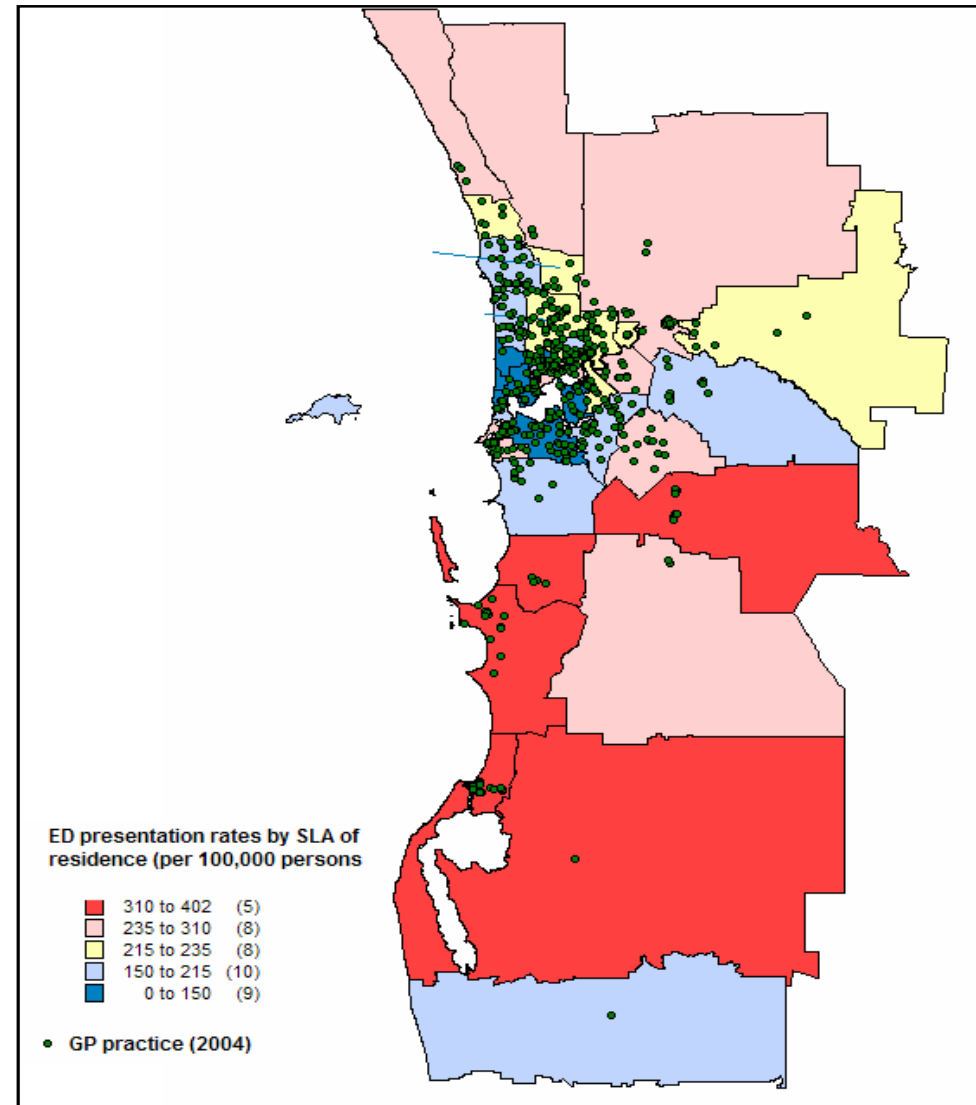 ED presentation rates by SLA of
residence (per 100,000 persons
310 to 402 (5)
235 to 310 (8)
215 to 235 (8)
150 to 215 (10)
0 to 150 (9)
GP practice (2004)